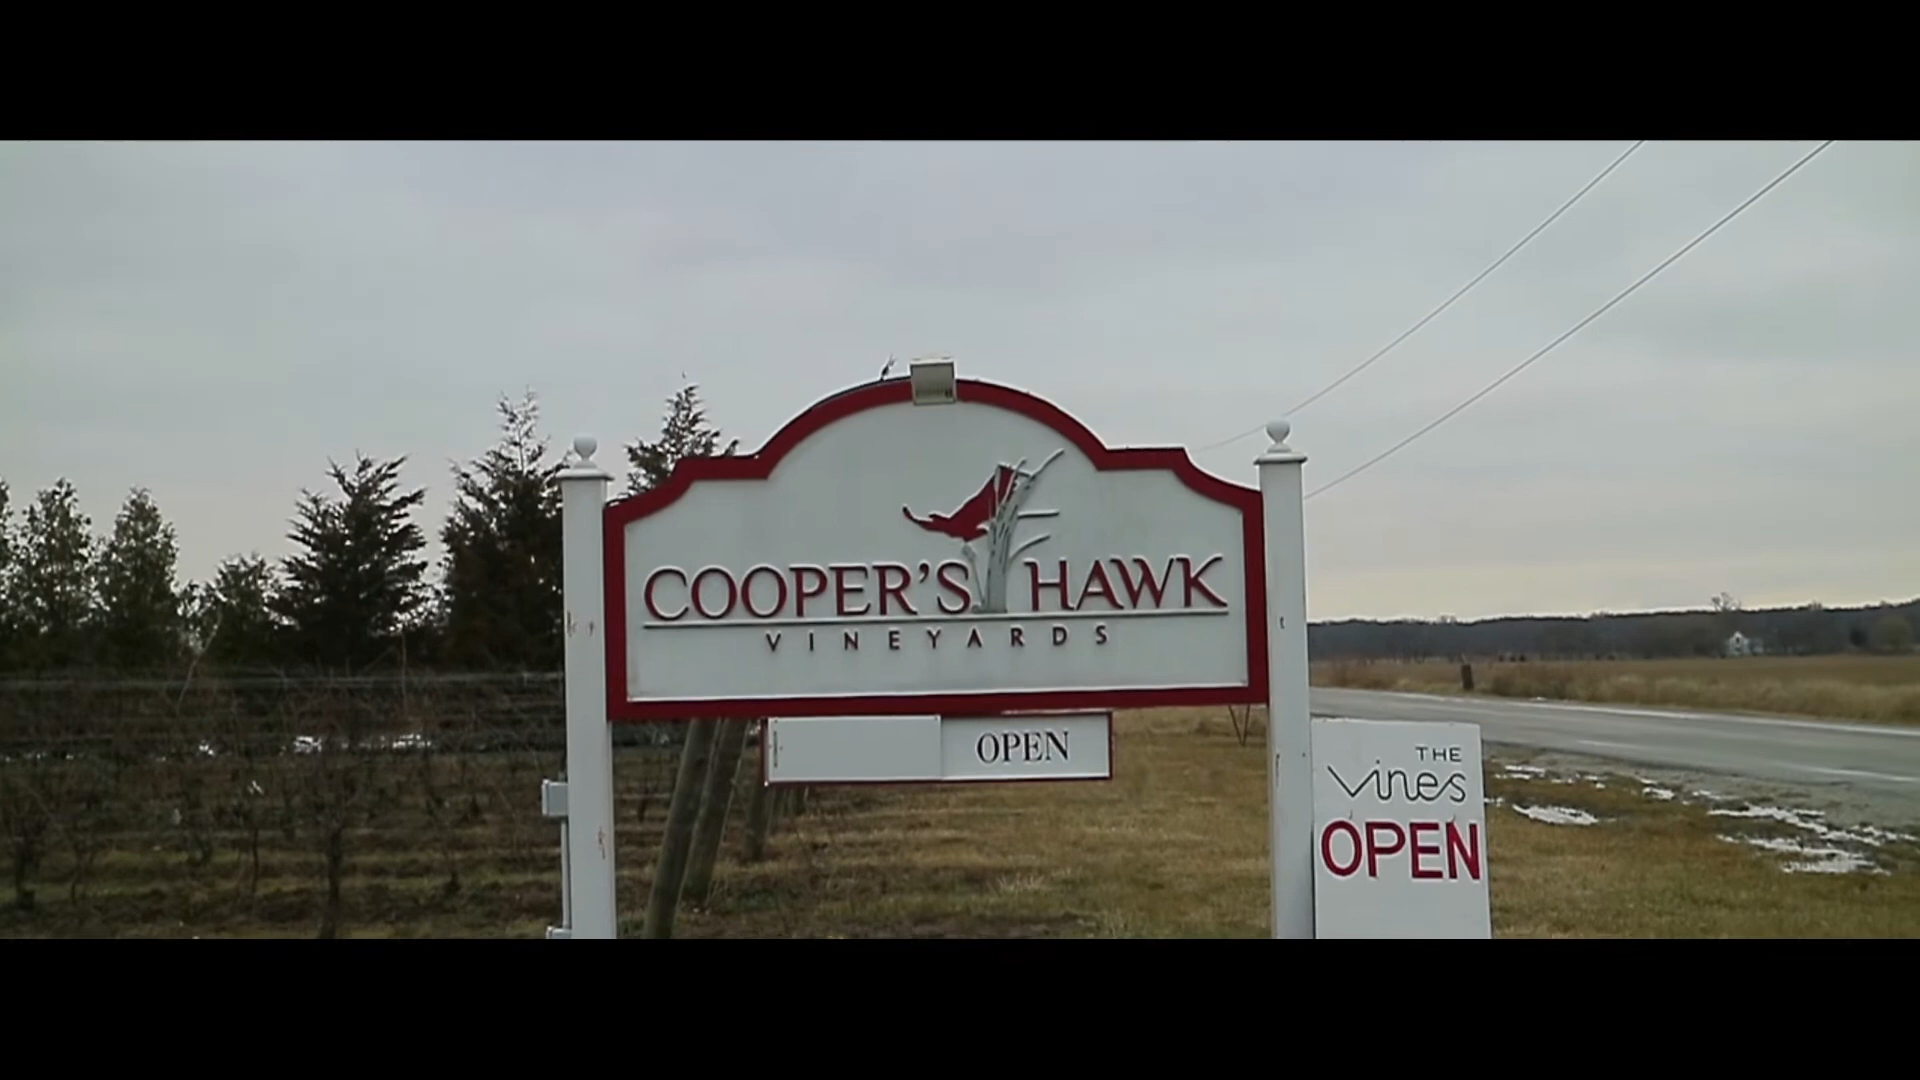 COOPER'S HAWK
VINEYARDS
OPEN
THE
vines
OPEN